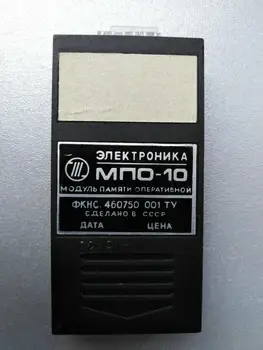 ЭЛЕКТРОНИКА
МПО-10
МОДУЛЬ ПАМЯТИ ОПЕРАТИВНОЙ
ФКНС. 460750 001 ТУ
СДЕЛАНО В СССР
ДАТА ЦЕНА